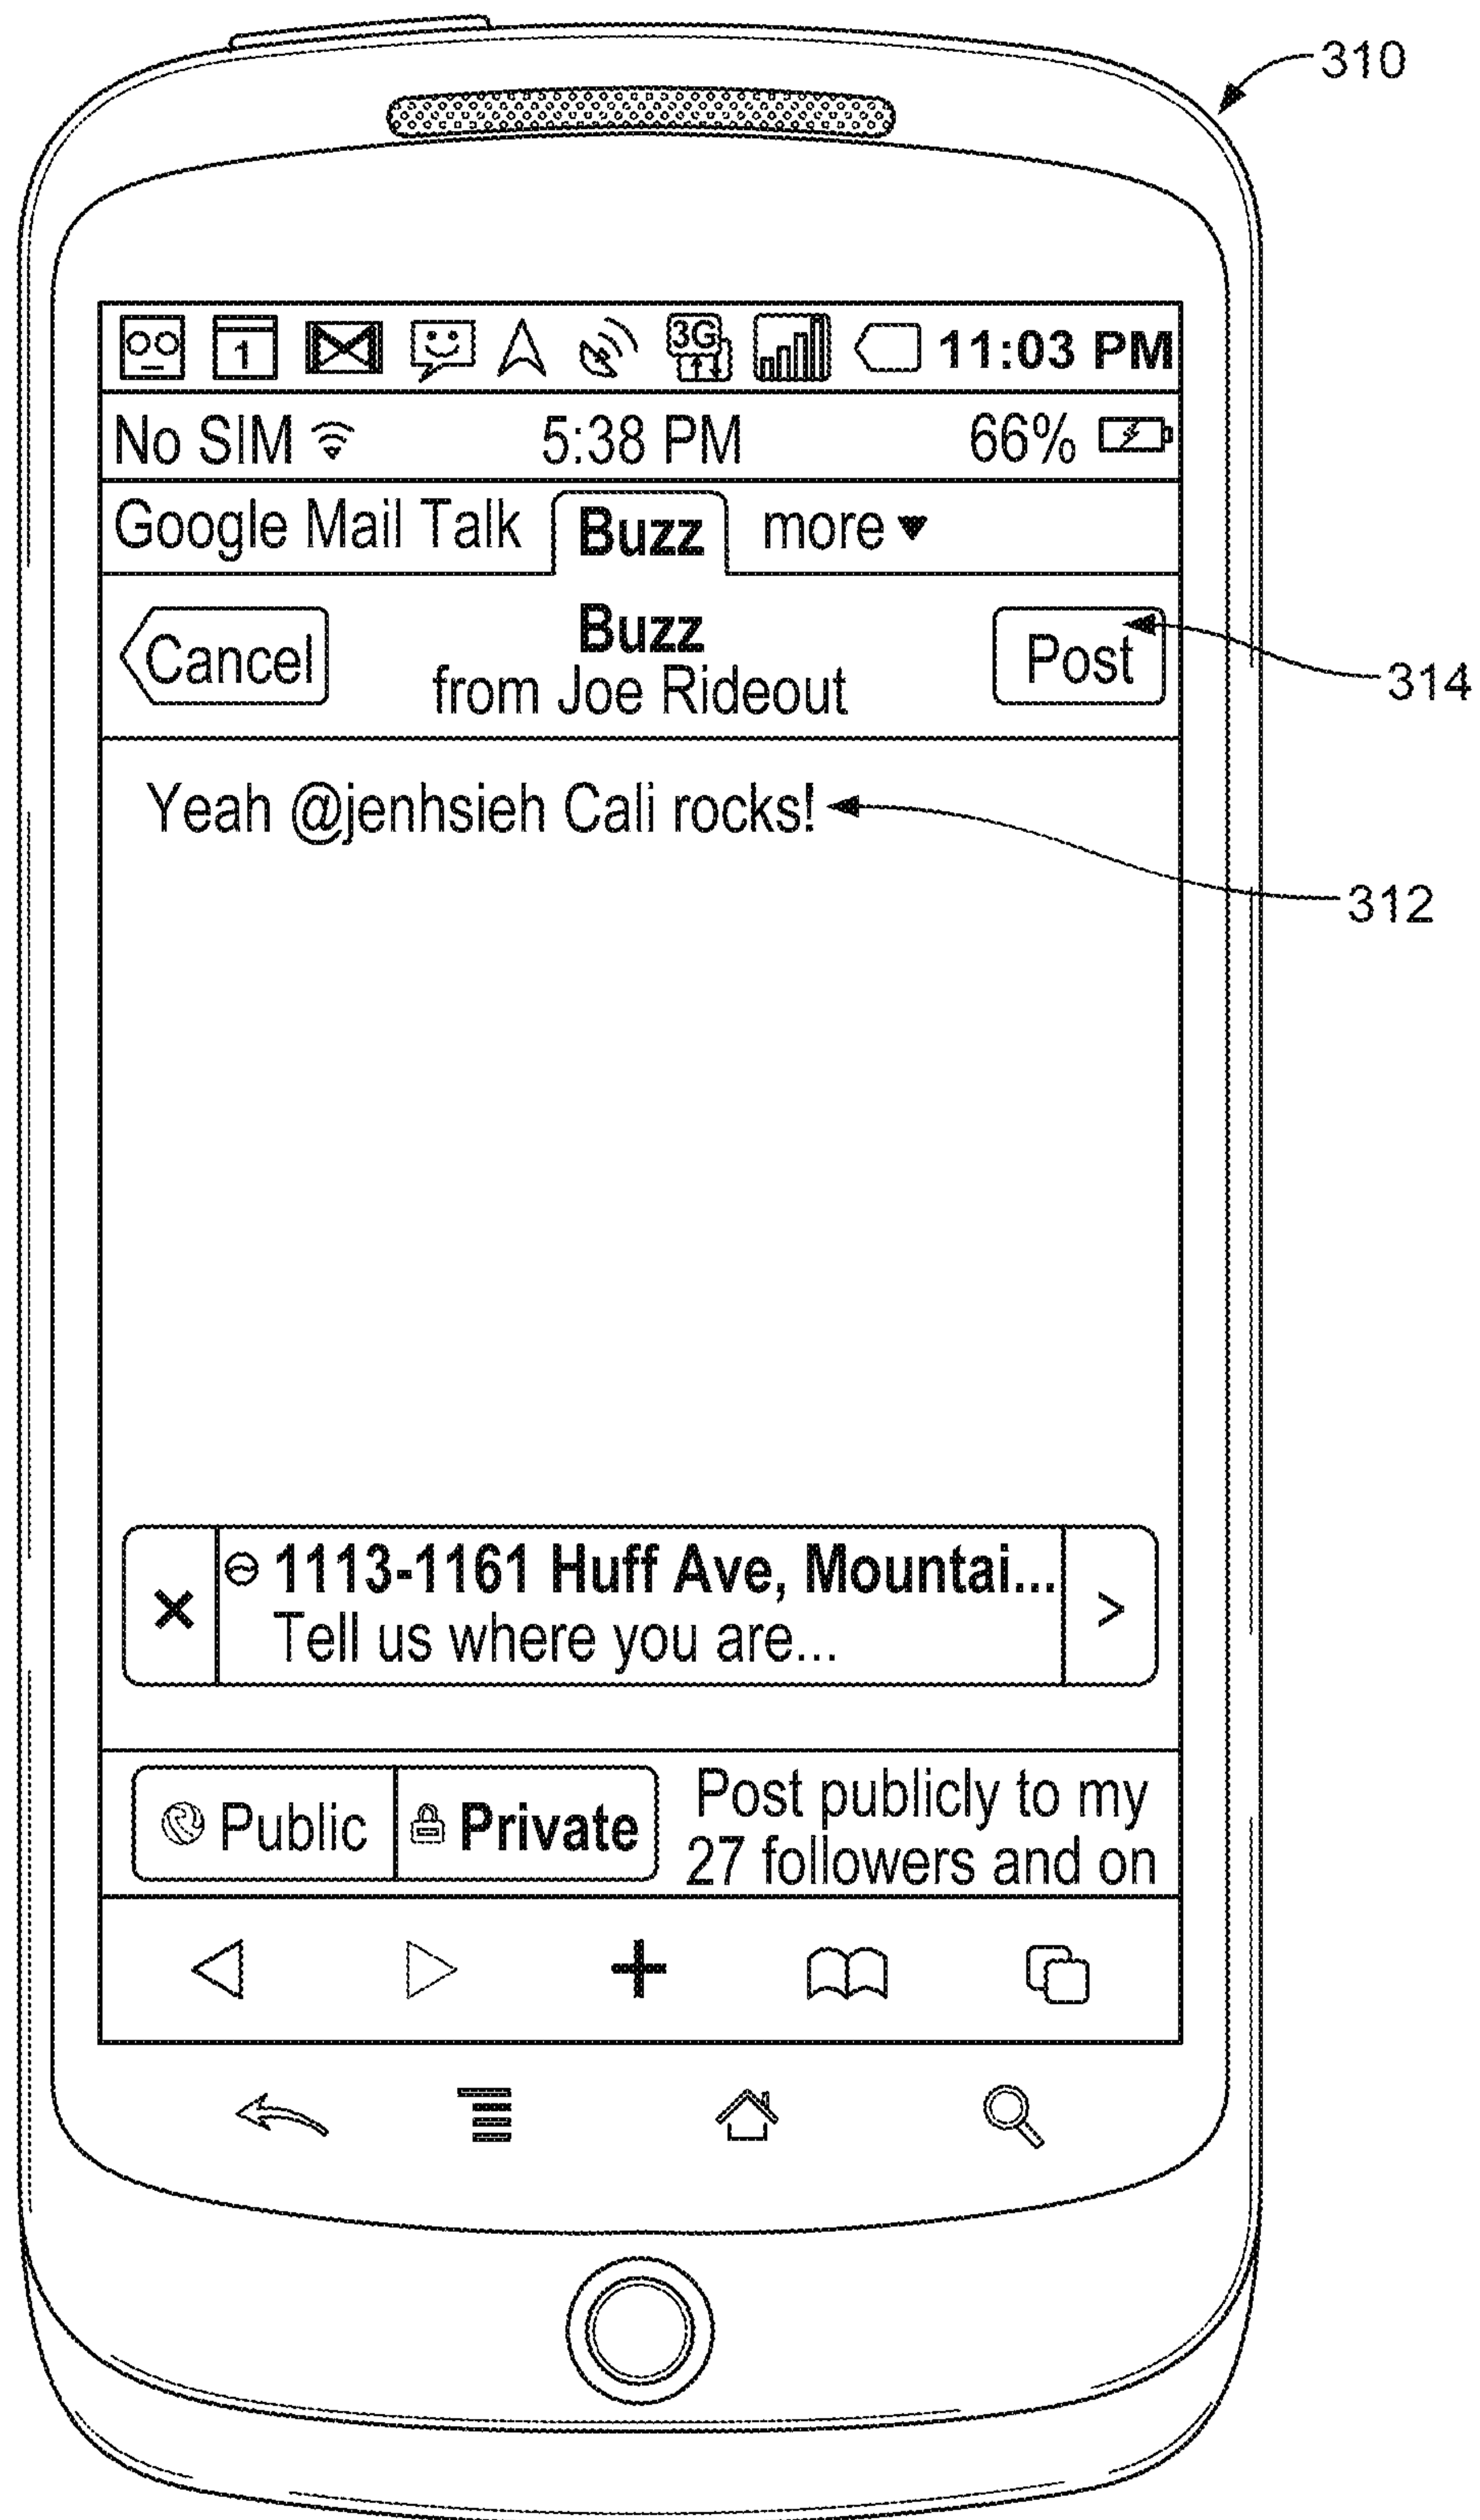 310
1
3G
11:03 PM
No SIM 5:38 PM 66%
Google Mail Talk Buzz more
Cancel Buzz Post
from Joe Rideout
314
Yeah @jenhsieh Cali rocks!
312
× 1113-1161 Huff Ave, Mountai... >
Tell us where you are...
Public Private Post publicly to my
27 followers and on